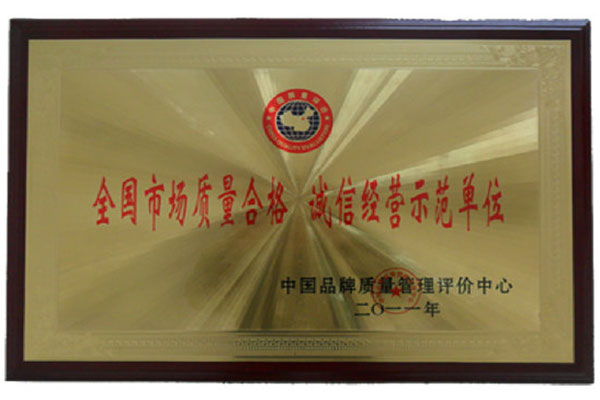 全国市场质量合格 诚信经营示范单位
中国品牌质量管理评价中心
二〇一一年